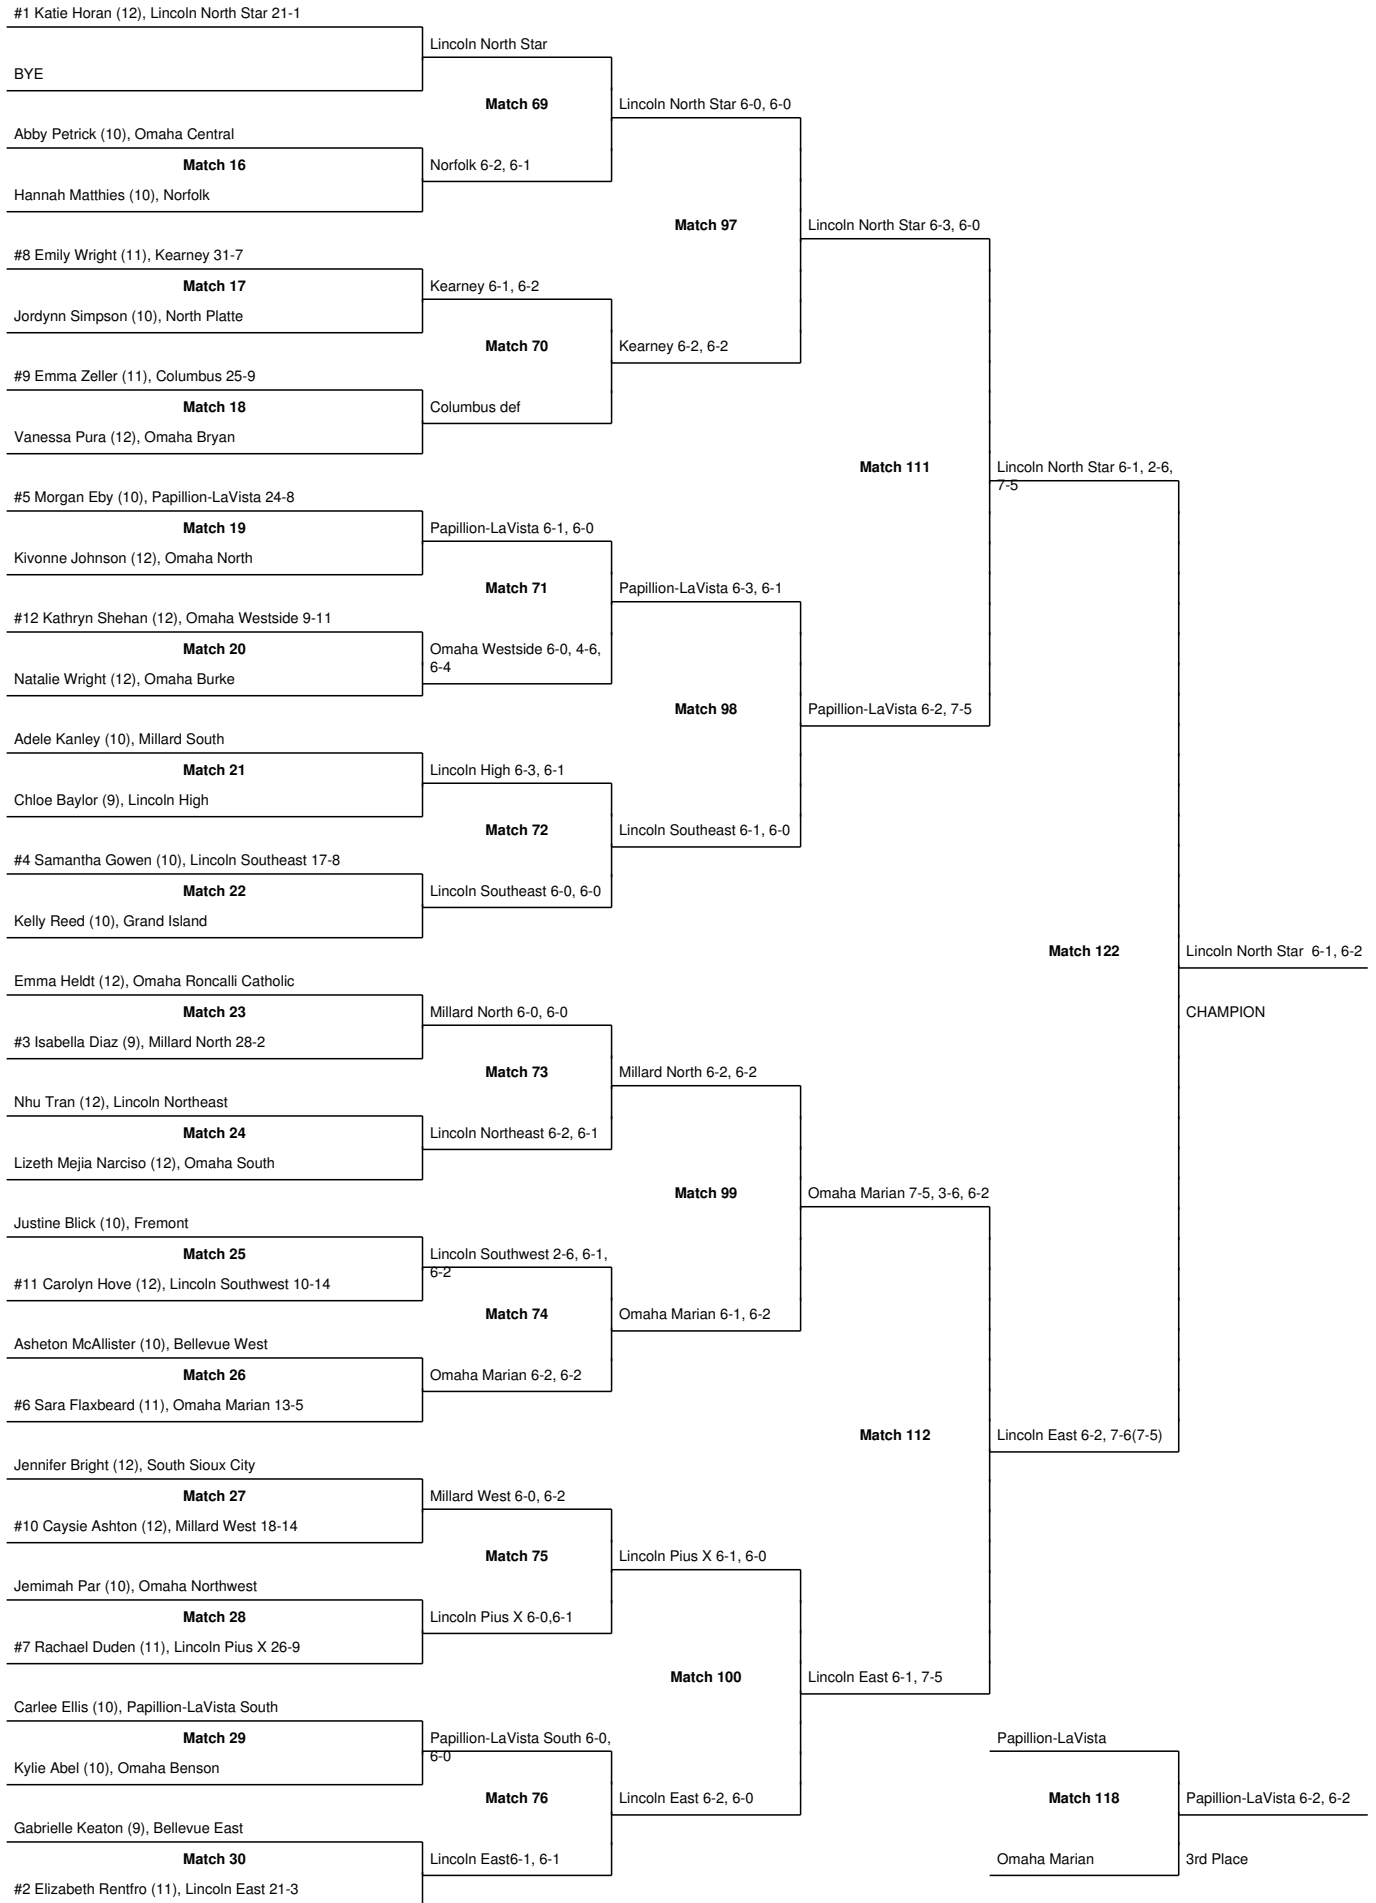 #1 Katie Horan (12), Lincoln North Star 21-1
Lincoln North Star
BYE
Match 69
Lincoln North Star 6-0, 6-0
Abby Petrick (10), Omaha Central
Match 16
Norfolk 6-2, 6-1
Hannah Matthies (10), Norfolk
Match 97
Lincoln North Star 6-3, 6-0
#8 Emily Wright (11), Kearney 31-7
Match 17
Kearney 6-1, 6-2
Jordynn Simpson (10), North Platte
Match 70
Kearney 6-2, 6-2
#9 Emma Zeller (11), Columbus 25-9
Match 18
Columbus def
Vanessa Pura (12), Omaha Bryan
Match 111
Lincoln North Star 6-1, 2-6,
7-5
#5 Morgan Eby (10), Papillion-LaVista 24-8
Match 19
Papillion-LaVista 6-1, 6-0
Kivonne Johnson (12), Omaha North
Match 71
Papillion-LaVista 6-3, 6-1
#12 Kathryn Shehan (12), Omaha Westside 9-11
Match 20
Omaha Westside 6-0, 4-6,
6-4
Natalie Wright (12), Omaha Burke
Match 98
Papillion-LaVista 6-2, 7-5
Adele Kanley (10), Millard South
Match 21
Lincoln High 6-3, 6-1
Chloe Baylor (9), Lincoln High
Match 72
Lincoln Southeast 6-1, 6-0
#4 Samantha Gowen (10), Lincoln Southeast 17-8
Match 22
Lincoln Southeast 6-0, 6-0
Kelly Reed (10), Grand Island
Match 122
Lincoln North Star  6-1, 6-2
CHAMPION
Emma Heldt (12), Omaha Roncalli Catholic
Match 23
Millard North 6-0, 6-0
#3 Isabella Diaz (9), Millard North 28-2
Match 73
Millard North 6-2, 6-2
Nhu Tran (12), Lincoln Northeast
Match 24
Lincoln Northeast 6-2, 6-1
Lizeth Mejia Narciso (12), Omaha South
Match 99
Omaha Marian 7-5, 3-6, 6-2
Justine Blick (10), Fremont
Match 25
Lincoln Southwest 2-6, 6-1,
6-2
#11 Carolyn Hove (12), Lincoln Southwest 10-14
Match 74
Omaha Marian 6-1, 6-2
Asheton McAllister (10), Bellevue West
Match 26
Omaha Marian 6-2, 6-2
#6 Sara Flaxbeard (11), Omaha Marian 13-5
Match 112
Lincoln East 6-2, 7-6(7-5)
Jennifer Bright (12), South Sioux City
Match 27
Millard West 6-0, 6-2
#10 Caysie Ashton (12), Millard West 18-14
Match 75
Lincoln Pius X 6-1, 6-0
Jemimah Par (10), Omaha Northwest
Match 28
Lincoln Pius X 6-0,6-1
#7 Rachael Duden (11), Lincoln Pius X 26-9
Match 100
Lincoln East 6-1, 7-5
Carlee Ellis (10), Papillion-LaVista South
Match 29
Papillion-LaVista South 6-0,
6-0
Kylie Abel (10), Omaha Benson
Match 76
Lincoln East 6-2, 6-0
Gabrielle Keaton (9), Bellevue East
Match 30
Lincoln East6-1, 6-1
#2 Elizabeth Rentfro (11), Lincoln East 21-3
Papillion-LaVista
Match 118
Papillion-LaVista 6-2, 6-2
Omaha Marian
3rd Place